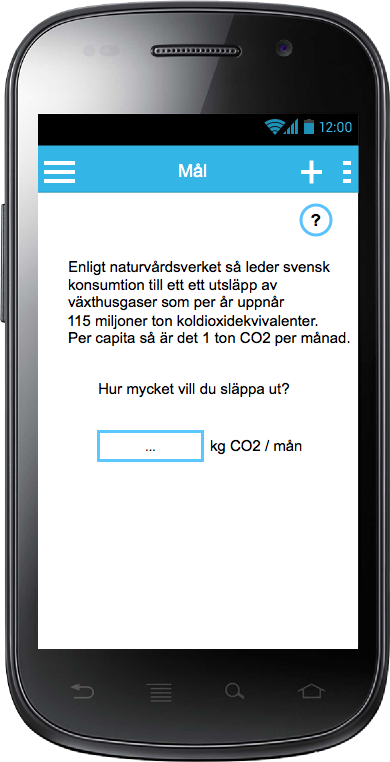 12:00
Mål
?
Enligt naturvårdsverket så leder svensk
konsumtion till ett ett utsläpp av
växthusgaser som per år uppnår
115 miljoner ton koldioxidekvivalenter.
Per capita så är det 1 ton CO2 per månad.
Hur mycket vill du släppa ut?
... kg CO2 / mån